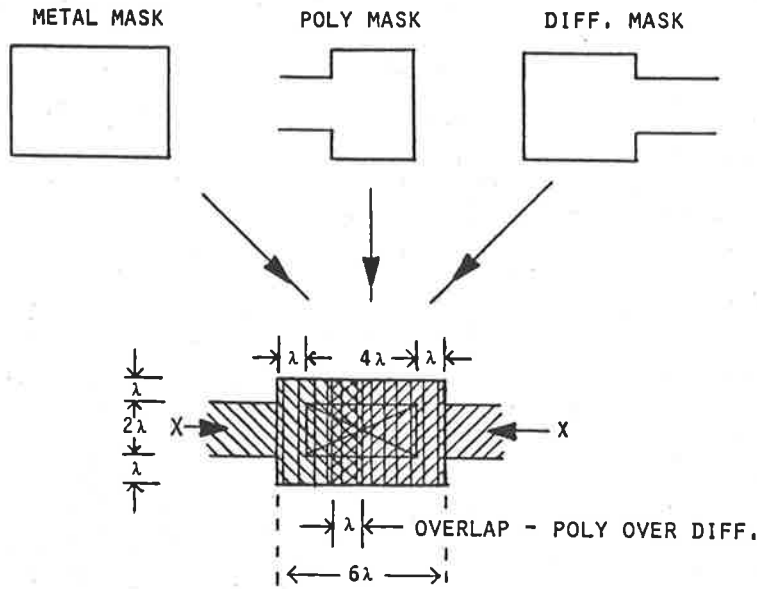 METAL MASK POLY MASK DIFF. MASK
λ 4λ λ
λ
2λ X X
λ
λ OVERLAP - POLY OVER DIFF.
6λ